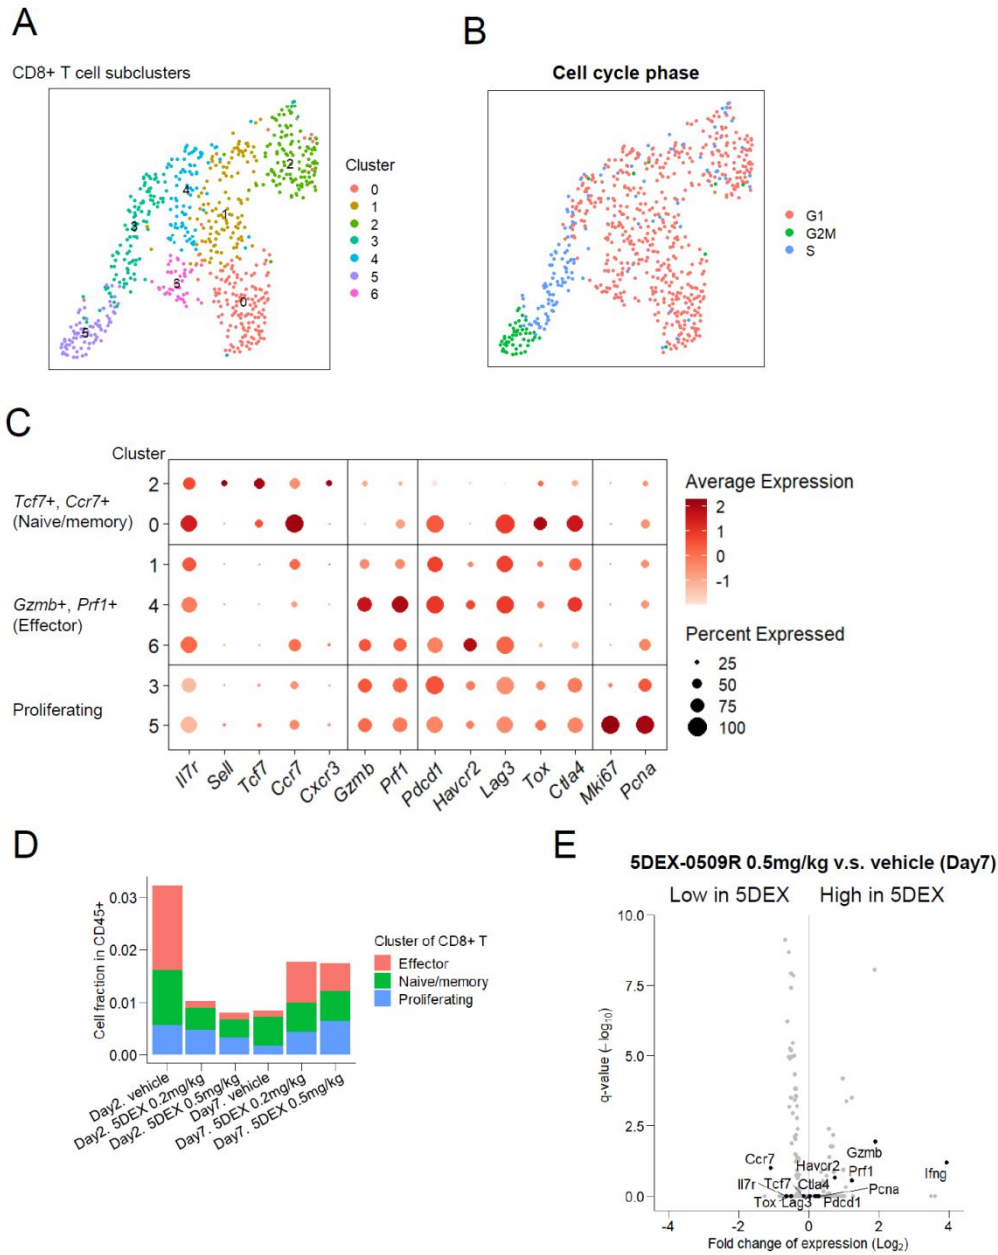 A
CD8+ T cell subclusters
2
4
1
3
6
0
5
Cluster
0
1
2
3
4
5
6
B
Cell cycle phase
G1
G2M
S
C
Cluster
Tcf7+, Ccr7+
(Naive/memory)
2
0
Gzmb+, Prf1+
(Effector)
1
4
6
Proliferating
3
5
Il7r Sell Tcf7 Ccr7 Cxcr3 Gzmb Prf1 Pdcd1 Havcr2 Lag3 Tox Ctla4 Mki67 Pcna
Average Expression
2
1
0
-1
Percent Expressed
25
50
75
100
D
Cell fraction in CD45+
0.03
0.02
0.01
0.00
Day2. vehicle
Day2. 5DEX 0.2mg/kg
Day2. 5DEX 0.5mg/kg
Day7. vehicle
Day7. 5DEX 0.2mg/kg
Day7. 5DEX 0.5mg/kg
Cluster of CD8+ T
Effector
Naive/memory
Proliferating
E
5DEX-0509R 0.5mg/kg v.s. vehicle (Day7)
Low in 5DEX High in 5DEX
q-value (−log10)
10.0
7.5
5.0
2.5
0.0
Ccr7 Havcr2 Gzmb
Prf1 Ifng
Il7r Tcf7 Ctla4 Pcna
Tox Lag3 Pdcd1
-4 -2 0 2 4
Fold change of expression (Log2)